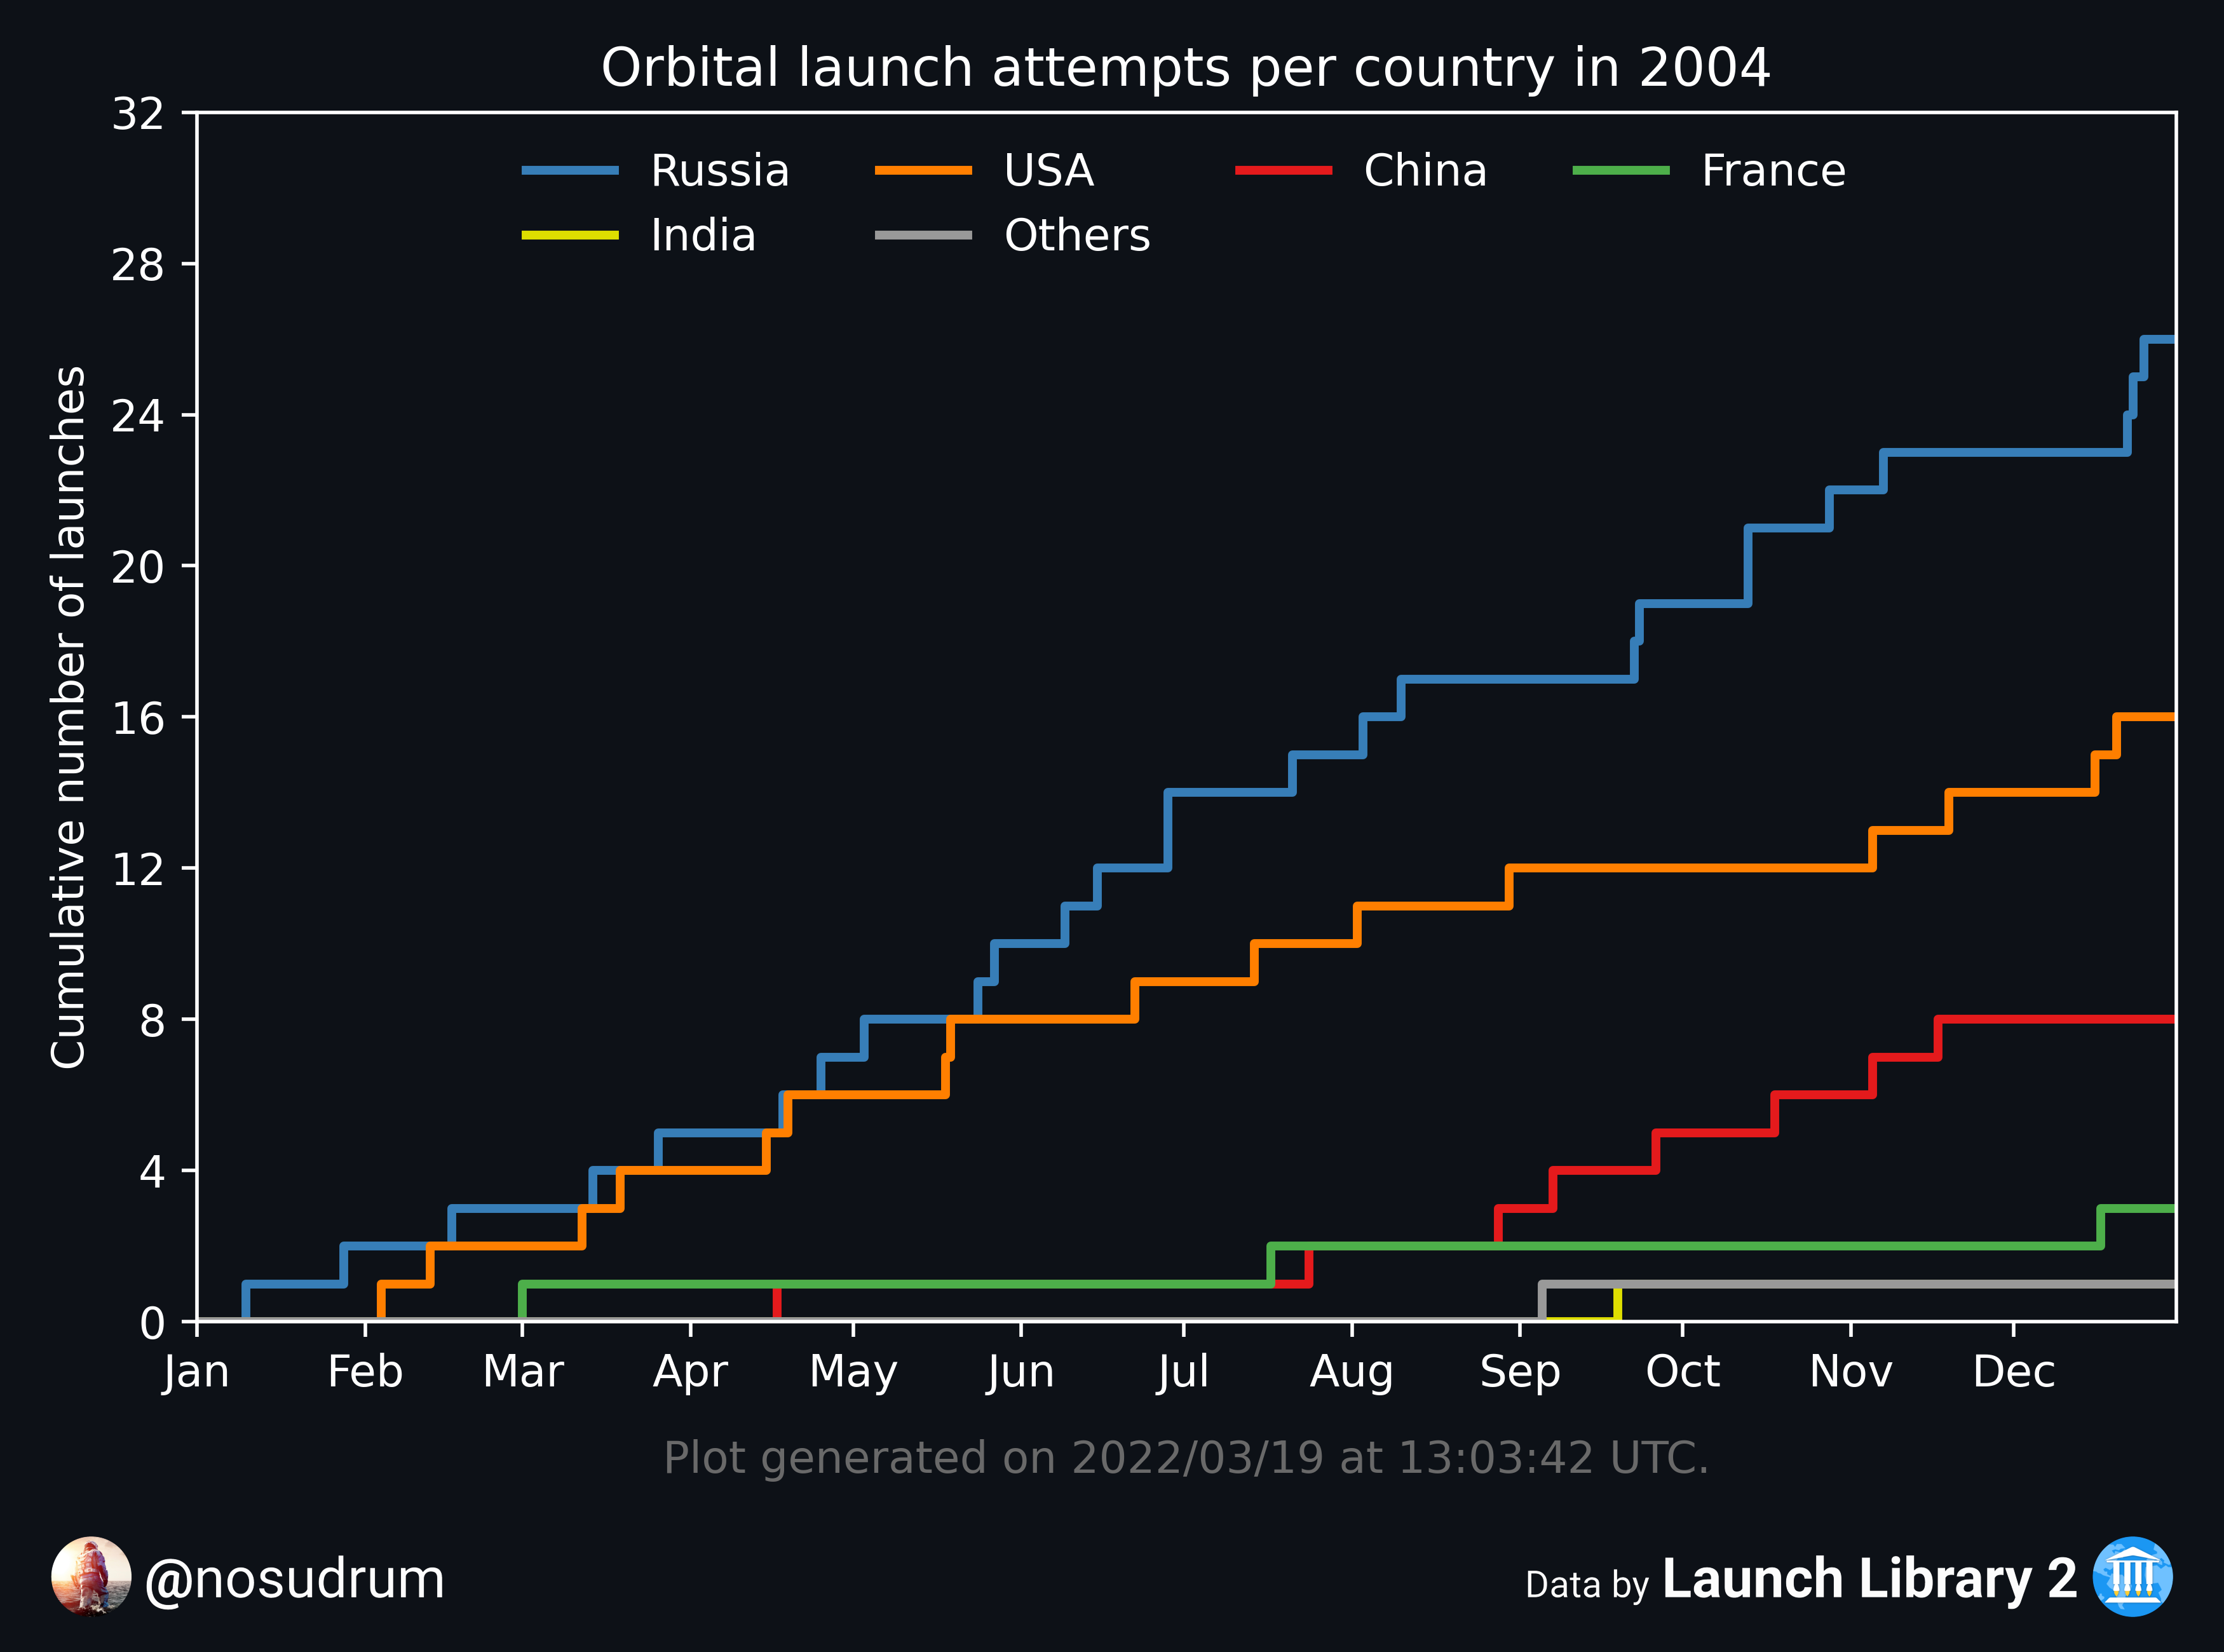 Orbital launch attempts per country in 2004
32
28
24
20
16
12
8
4
0
Cumulative number of launches
Russia USA China France
India Others
Jan Feb Mar Apr May Jun Jul Aug Sep Oct Nov Dec
Plot generated on 2022/03/19 at 13:03:42 UTC.
@nosudrum
Data by Launch Library 2